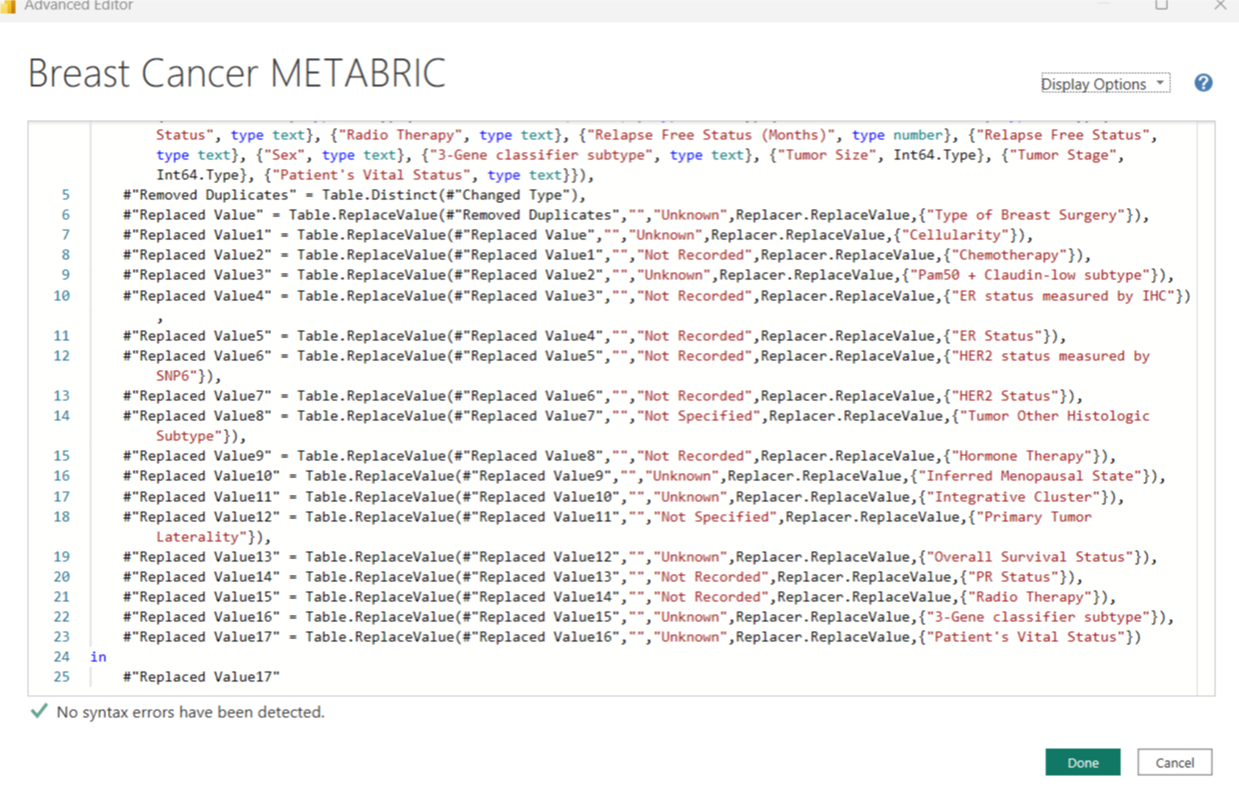 Advanced Editor
Breast Cancer METABRIC
Display Options
?
Status", type text}, {"Radio Therapy", type text}, {"Relapse Free Status (Months)", type number}, {"Relapse Free Status",
type text}, {"Sex", type text}, {"3-Gene classifier subtype", type text}, {"Tumor Size", Int64.Type}, {"Tumor Stage",
Int64.Type}, {"Patient's Vital Status", type text}}),
5 #"Removed Duplicates" = Table.Distinct(#"Changed Type"),
6 #"Replaced Value" = Table.ReplaceValue(#"Removed Duplicates","","Unknown",Replacer.ReplaceValue,{"Type of Breast Surgery"}),
7 #"Replaced Value1" = Table.ReplaceValue(#"Replaced Value","","Unknown",Replacer.ReplaceValue,{"Cellularity"}),
8 #"Replaced Value2" = Table.ReplaceValue(#"Replaced Value1","","Not Recorded",Replacer.ReplaceValue,{"Chemotherapy"}),
9 #"Replaced Value3" = Table.ReplaceValue(#"Replaced Value2","","Unknown",Replacer.ReplaceValue,{"Pam50 + Claudin-low subtype"}),
10 #"Replaced Value4" = Table.ReplaceValue(#"Replaced Value3","","Not Recorded",Replacer.ReplaceValue,{"ER status measured by IHC"})
,
11 #"Replaced Value5" = Table.ReplaceValue(#"Replaced Value4","","Not Recorded",Replacer.ReplaceValue,{"ER Status"}),
12 #"Replaced Value6" = Table.ReplaceValue(#"Replaced Value5","","Not Recorded",Replacer.ReplaceValue,{"HER2 status measured by
SNP6"}),
13 #"Replaced Value7" = Table.ReplaceValue(#"Replaced Value6","","Not Recorded",Replacer.ReplaceValue,{"HER2 Status"}),
14 #"Replaced Value8" = Table.ReplaceValue(#"Replaced Value7","","Not Specified",Replacer.ReplaceValue,{"Tumor Other Histologic
Subtype"}),
15 #"Replaced Value9" = Table.ReplaceValue(#"Replaced Value8","","Not Recorded",Replacer.ReplaceValue,{"Hormone Therapy"}),
16 #"Replaced Value10" = Table.ReplaceValue(#"Replaced Value9","","Unknown",Replacer.ReplaceValue,{"Inferred Menopausal State"}),
17 #"Replaced Value11" = Table.ReplaceValue(#"Replaced Value10","","Unknown",Replacer.ReplaceValue,{"Integrative Cluster"}),
18 #"Replaced Value12" = Table.ReplaceValue(#"Replaced Value11","","Not Specified",Replacer.ReplaceValue,{"Primary Tumor
Laterality"}),
19 #"Replaced Value13" = Table.ReplaceValue(#"Replaced Value12","","Unknown",Replacer.ReplaceValue,{"Overall Survival Status"}),
20 #"Replaced Value14" = Table.ReplaceValue(#"Replaced Value13","","Not Recorded",Replacer.ReplaceValue,{"PR Status"}),
21 #"Replaced Value15" = Table.ReplaceValue(#"Replaced Value14","","Not Recorded",Replacer.ReplaceValue,{"Radio Therapy"}),
22 #"Replaced Value16" = Table.ReplaceValue(#"Replaced Value15","","Unknown",Replacer.ReplaceValue,{"3-Gene classifier subtype"}),
23 #"Replaced Value17" = Table.ReplaceValue(#"Replaced Value16","","Unknown",Replacer.ReplaceValue,{"Patient's Vital Status"})
24 in
25 #"Replaced Value17"
No syntax errors have been detected.
Done
Cancel